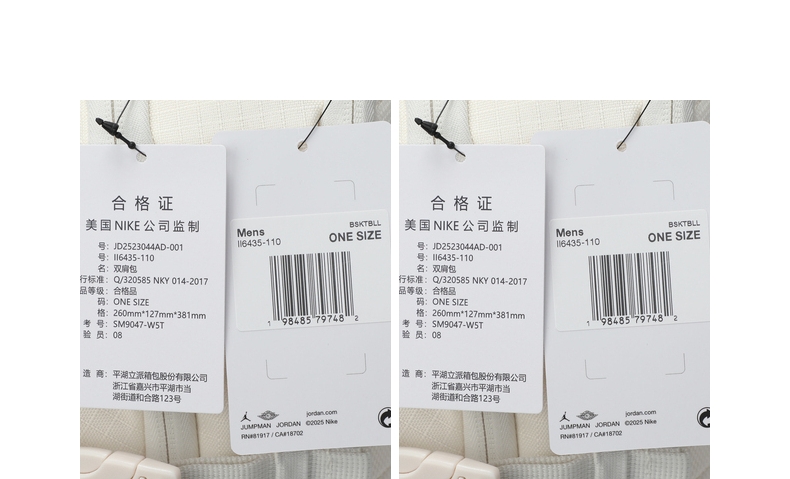 合格证
美国NIKE公司监制
号: JD2523044AD-001
号: II6435-110
名: 双肩包
行标准: Q/320585 NKY 014-2017
品等级: 合格品
码: ONE SIZE
格: 260mm*127mm*381mm
考 号: SM9047-W5T
验 员: 08
造 商: 平湖立派箱包股份有限公司
浙江省嘉兴市平湖市当
湖街道和合路123号
Mens
BSKTBLL
II6435-110
ONE SIZE
1 98485 79748 2
JUMPMAN JORDAN
jordan.com
©2025 Nike
RN#81917 / CA#18702
合格证
美国NIKE公司监制
号: JD2523044AD-001
号: II6435-110
名: 双肩包
行标准: Q/320585 NKY 014-2017
品等级: 合格品
码: ONE SIZE
格: 260mm*127mm*381mm
考 号: SM9047-W5T
验 员: 08
造 商: 平湖立派箱包股份有限公司
浙江省嘉兴市平湖市当
湖街道和合路123号
Mens
BSKTBLL
II6435-110
ONE SIZE
1 98485 79748 2
JUMPMAN JORDAN
jordan.com
©2025 Nike
RN#81917 / CA#18702